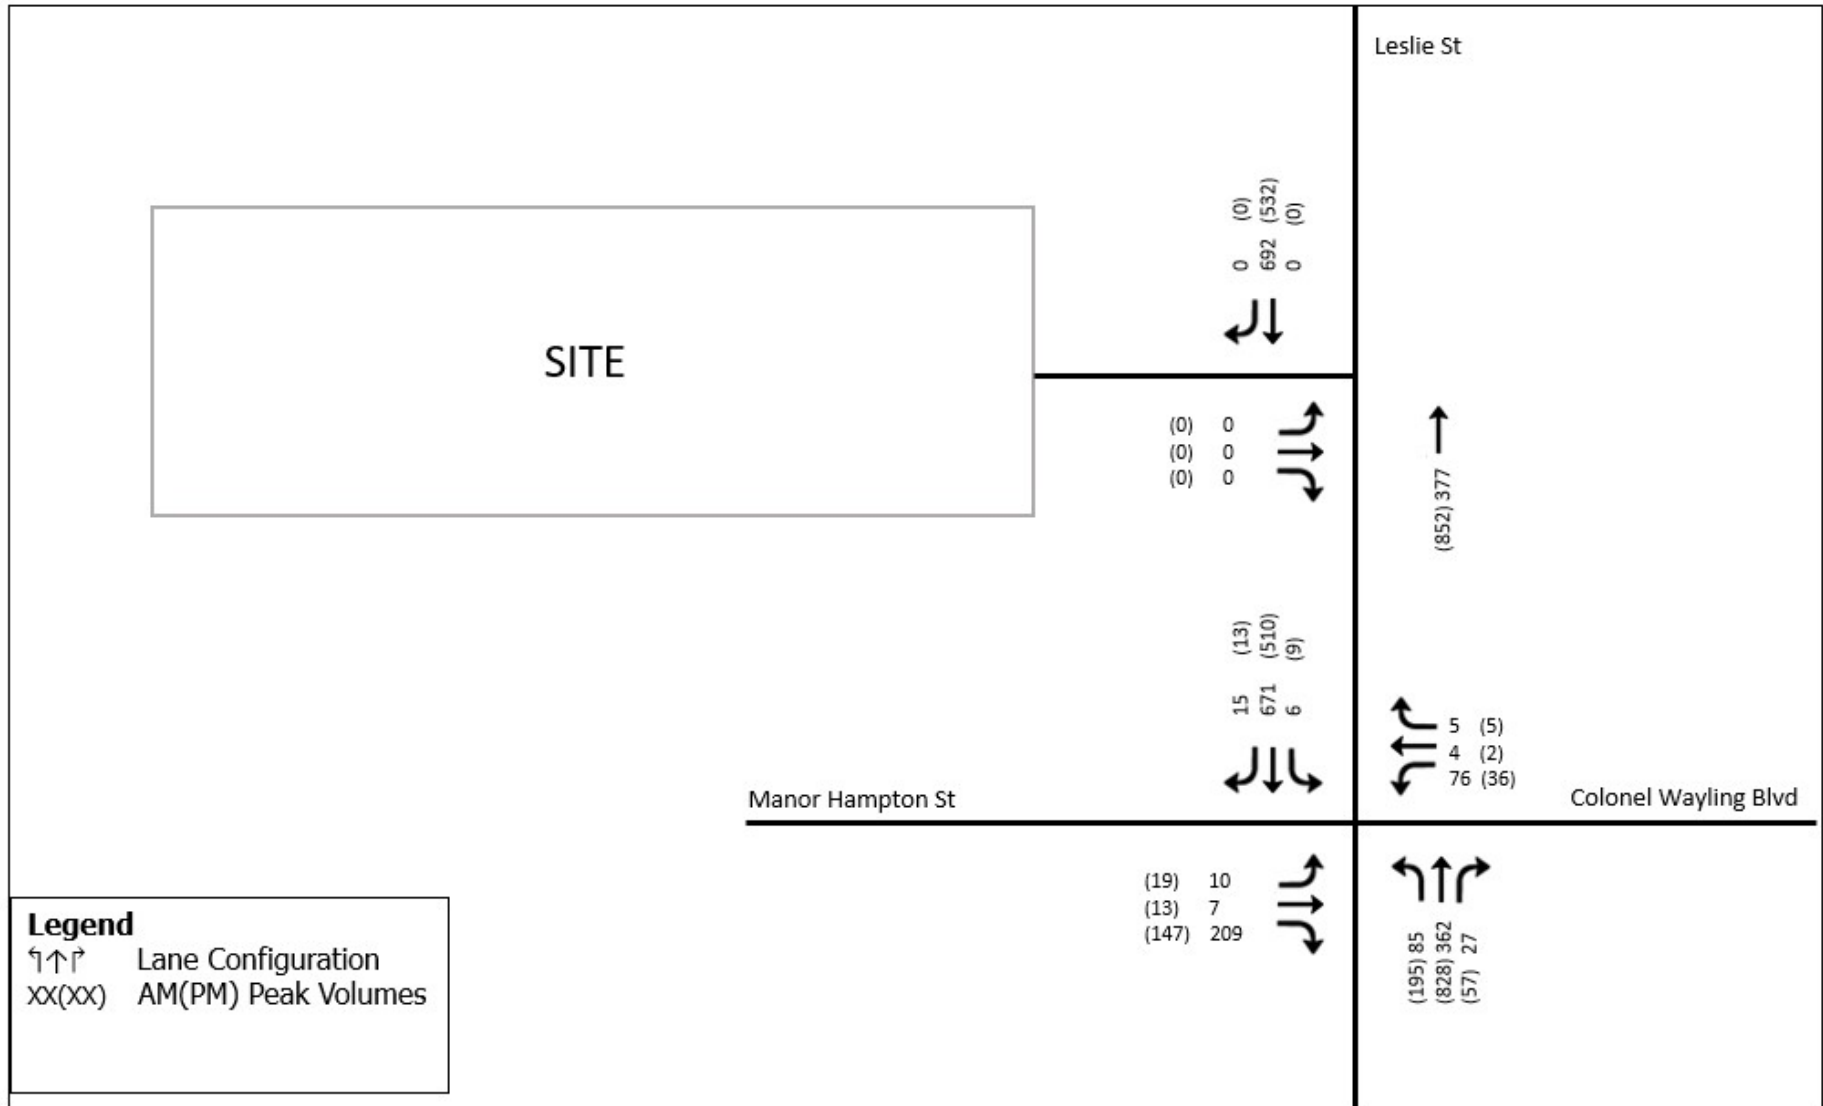 Leslie St
(0) (532) (0)
0 692 0
SITE
(0) 0
(0) 0
(0) 0
(852) 377
(13) (510) (9)
15 671 6
5 (5)
4 (2)
76 (36)
Manor Hampton St
Colonel Wayling Blvd
(19) 10
(13) 7
(147) 209
(195) 85
(828) 362
(57) 27
Legend
↰↑↱ Lane Configuration
XX(XX) AM(PM) Peak Volumes